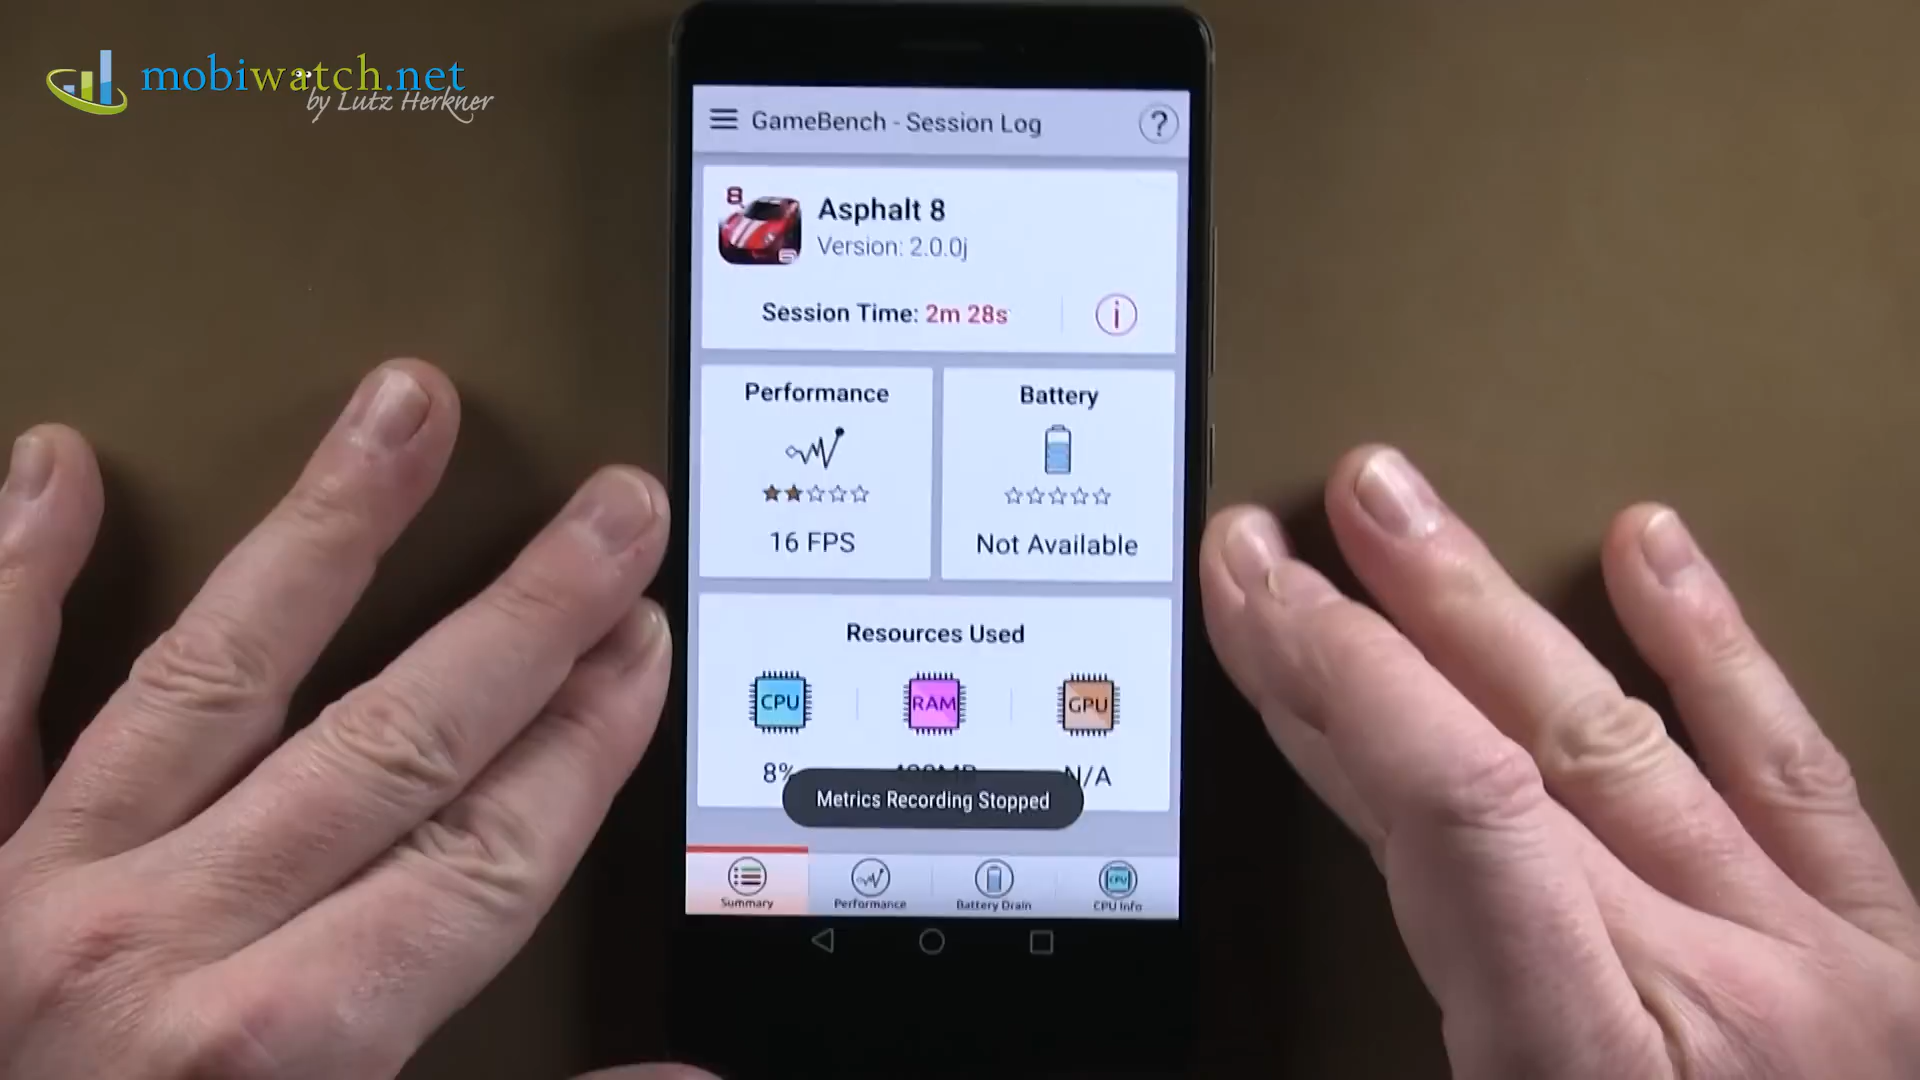 mobiwatch.net
by Lutz Herkner
GameBench - Session Log
?
8
Asphalt 8
Version: 2.0.0j
Session Time: 2m 28s
i
Performance
Battery
16 FPS
Not Available
Resources Used
CPU
RAM
GPU
8%
N/A
Metrics Recording Stopped
Summary
Performance
Battery Drain
CPU
CPU Info